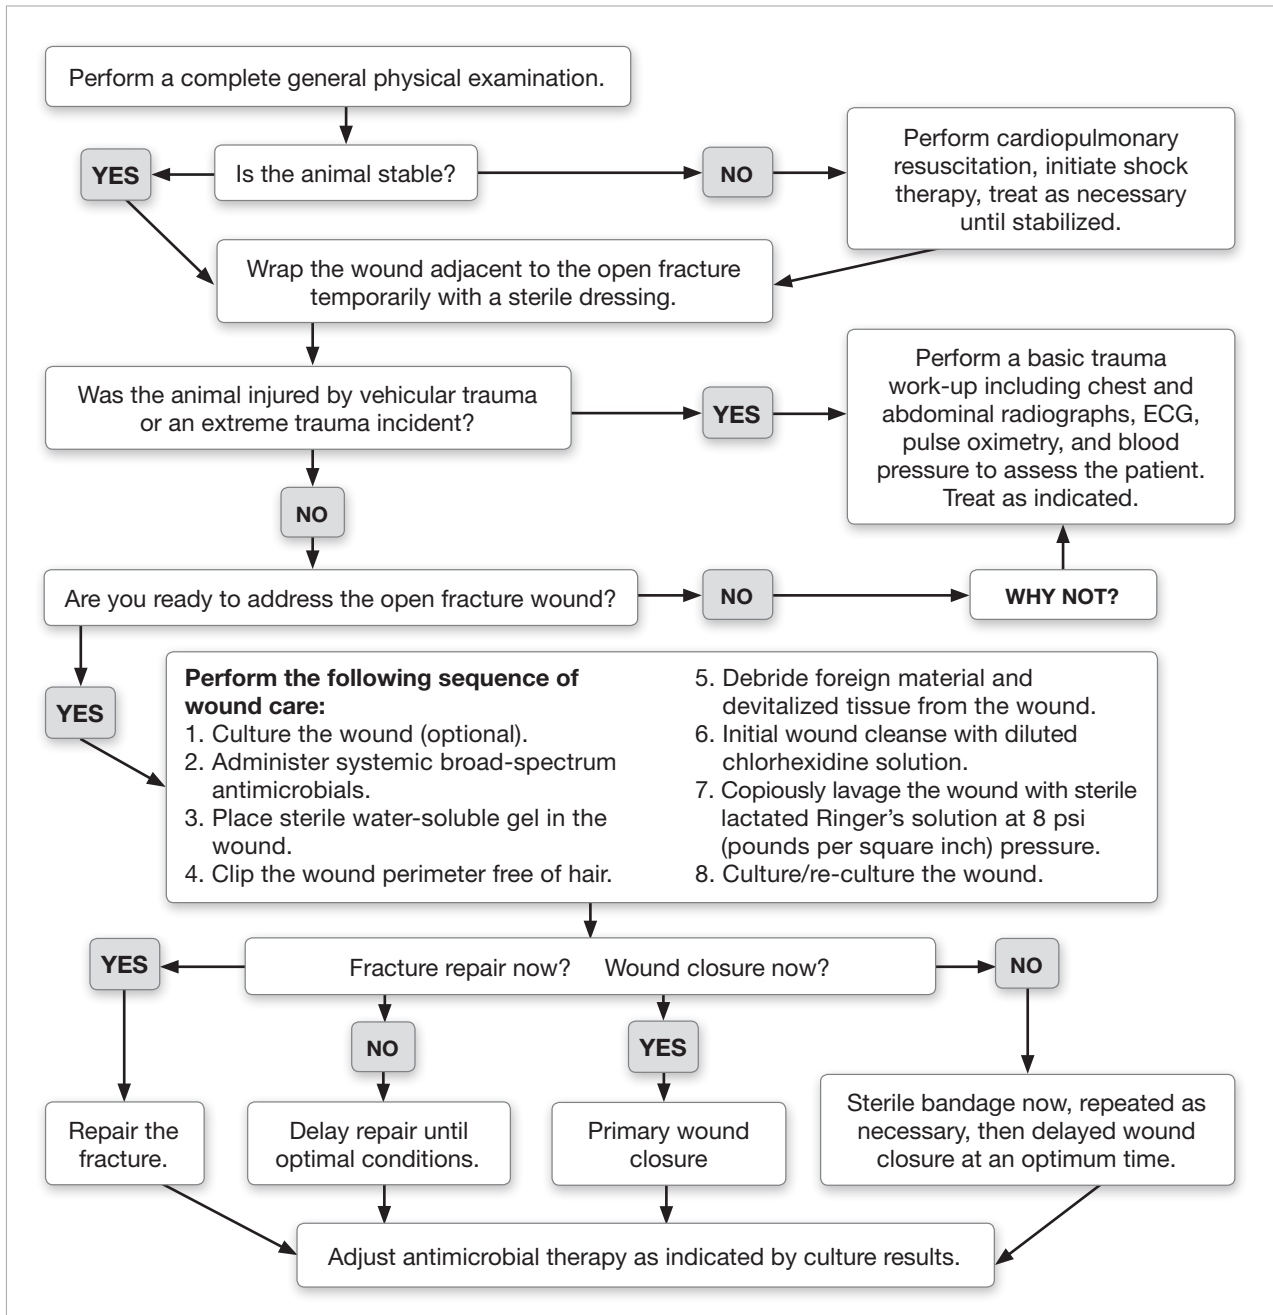 Perform a complete general physical examination.
YES
Is the animal stable?
NO
Perform cardiopulmonary
resuscitation, initiate shock
therapy, treat as necessary
until stabilized.
Wrap the wound adjacent to the open fracture
temporarily with a sterile dressing.
Was the animal injured by vehicular trauma
or an extreme trauma incident?
YES
Perform a basic trauma
work-up including chest and
abdominal radiographs, ECG,
pulse oximetry, and blood
pressure to assess the patient.
Treat as indicated.
NO
Are you ready to address the open fracture wound?
NO
WHY NOT?
YES
Perform the following sequence of
wound care:
1. Culture the wound (optional).
2. Administer systemic broad-spectrum
antimicrobials.
3. Place sterile water-soluble gel in the
wound.
4. Clip the wound perimeter free of hair.
5. Debride foreign material and
devitalized tissue from the wound.
6. Initial wound cleanse with diluted
chlorhexidine solution.
7. Copiously lavage the wound with sterile
lactated Ringer's solution at 8 psi
(pounds per square inch) pressure.
8. Culture/re-culture the wound.
YES
Fracture repair now? Wound closure now?
NO
NO
YES
Repair the
fracture.
Delay repair until
optimal conditions.
Primary wound
closure
Sterile bandage now, repeated as
necessary, then delayed wound
closure at an optimum time.
Adjust antimicrobial therapy as indicated by culture results.